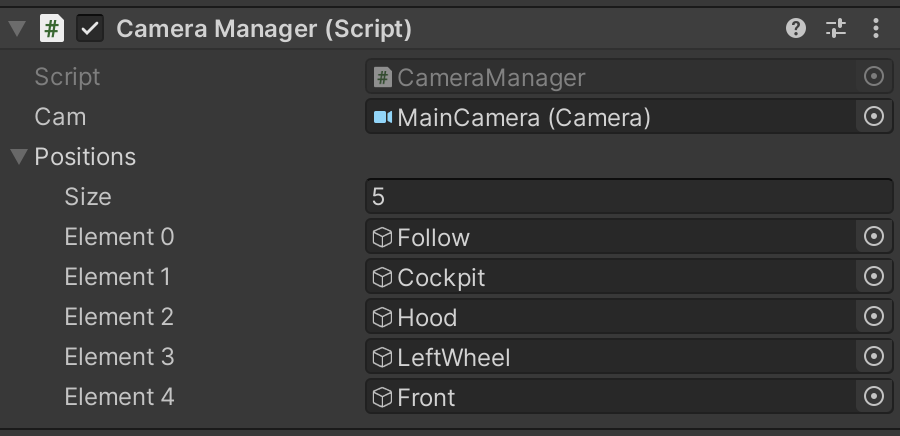 Camera Manager (Script)
Script CameraManager
Cam MainCamera (Camera)
Positions
Size 5
Element 0 Follow
Element 1 Cockpit
Element 2 Hood
Element 3 LeftWheel
Element 4 Front